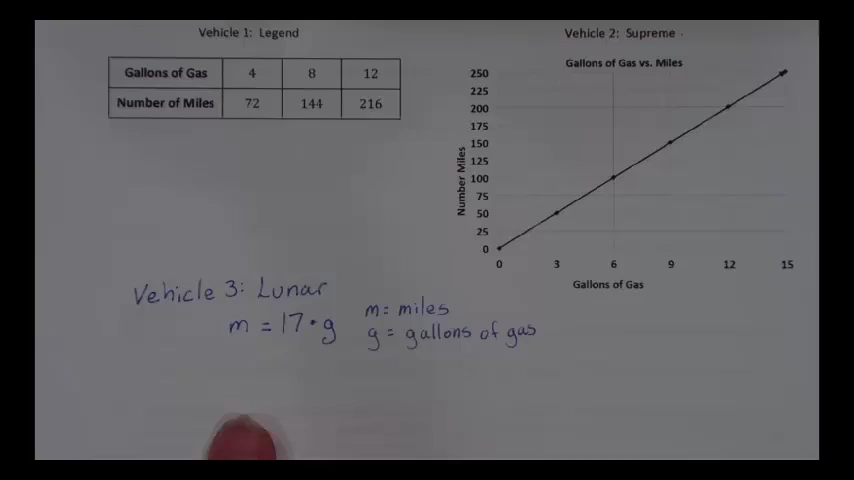 Vehicle 1: Legend
Gallons of Gas 4 8 12
Number of Miles 72 144 216
Vehicle 2: Supreme
Gallons of Gas vs. Miles
Number Miles
250
225
200
175
150
125
100
75
50
25
0
0 3 6 9 12 15
Gallons of Gas
Vehicle 3: Lunar
m = 17 • g
m = miles
g = gallons of gas